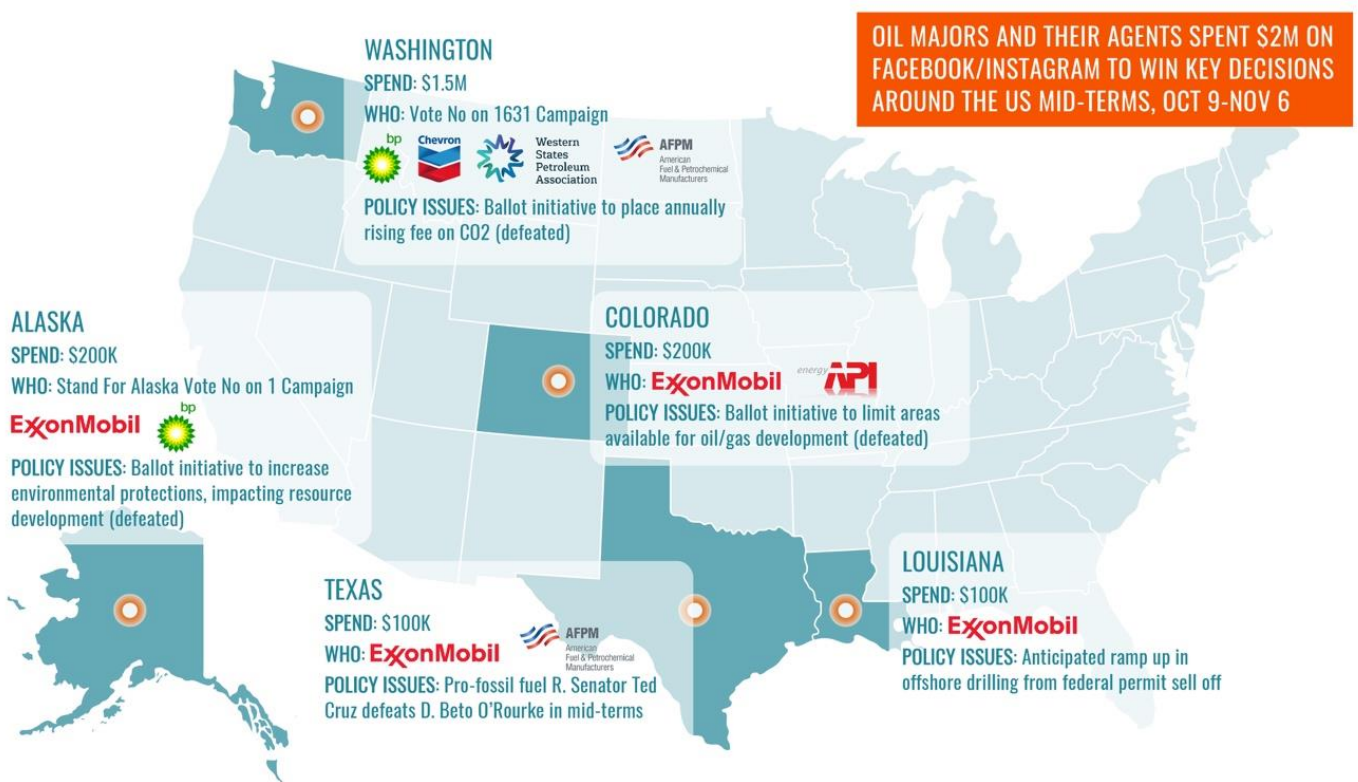 OIL MAJORS AND THEIR AGENTS SPENT $2M ON
FACEBOOK/INSTAGRAM TO WIN KEY DECISIONS
AROUND THE US MID-TERMS, OCT 9-NOV 6
WASHINGTON
SPEND: $1.5M
WHO: Vote No on 1631 Campaign
bp
Chevron
Western
States
Petroleum
Association
AFPM
American
Fuel & Petrochemical
Manufacturers
POLICY ISSUES: Ballot initiative to place annually
rising fee on CO2 (defeated)
ALASKA
SPEND: $200K
WHO: Stand For Alaska Vote No on 1 Campaign
ExxonMobil
bp
POLICY ISSUES: Ballot initiative to increase
environmental protections, impacting resource
development (defeated)
COLORADO
SPEND: $200K
WHO: ExxonMobil
energy API
POLICY ISSUES: Ballot initiative to limit areas
available for oil/gas development (defeated)
TEXAS
SPEND: $100K
WHO: ExxonMobil
AFPM
American
Fuel & Petrochemical
Manufacturers
POLICY ISSUES: Pro-fossil fuel R. Senator Ted
Cruz defeats D. Beto O'Rourke in mid-terms
LOUISIANA
SPEND: $100K
WHO: ExxonMobil
POLICY ISSUES: Anticipated ramp up in
offshore drilling from federal permit sell off